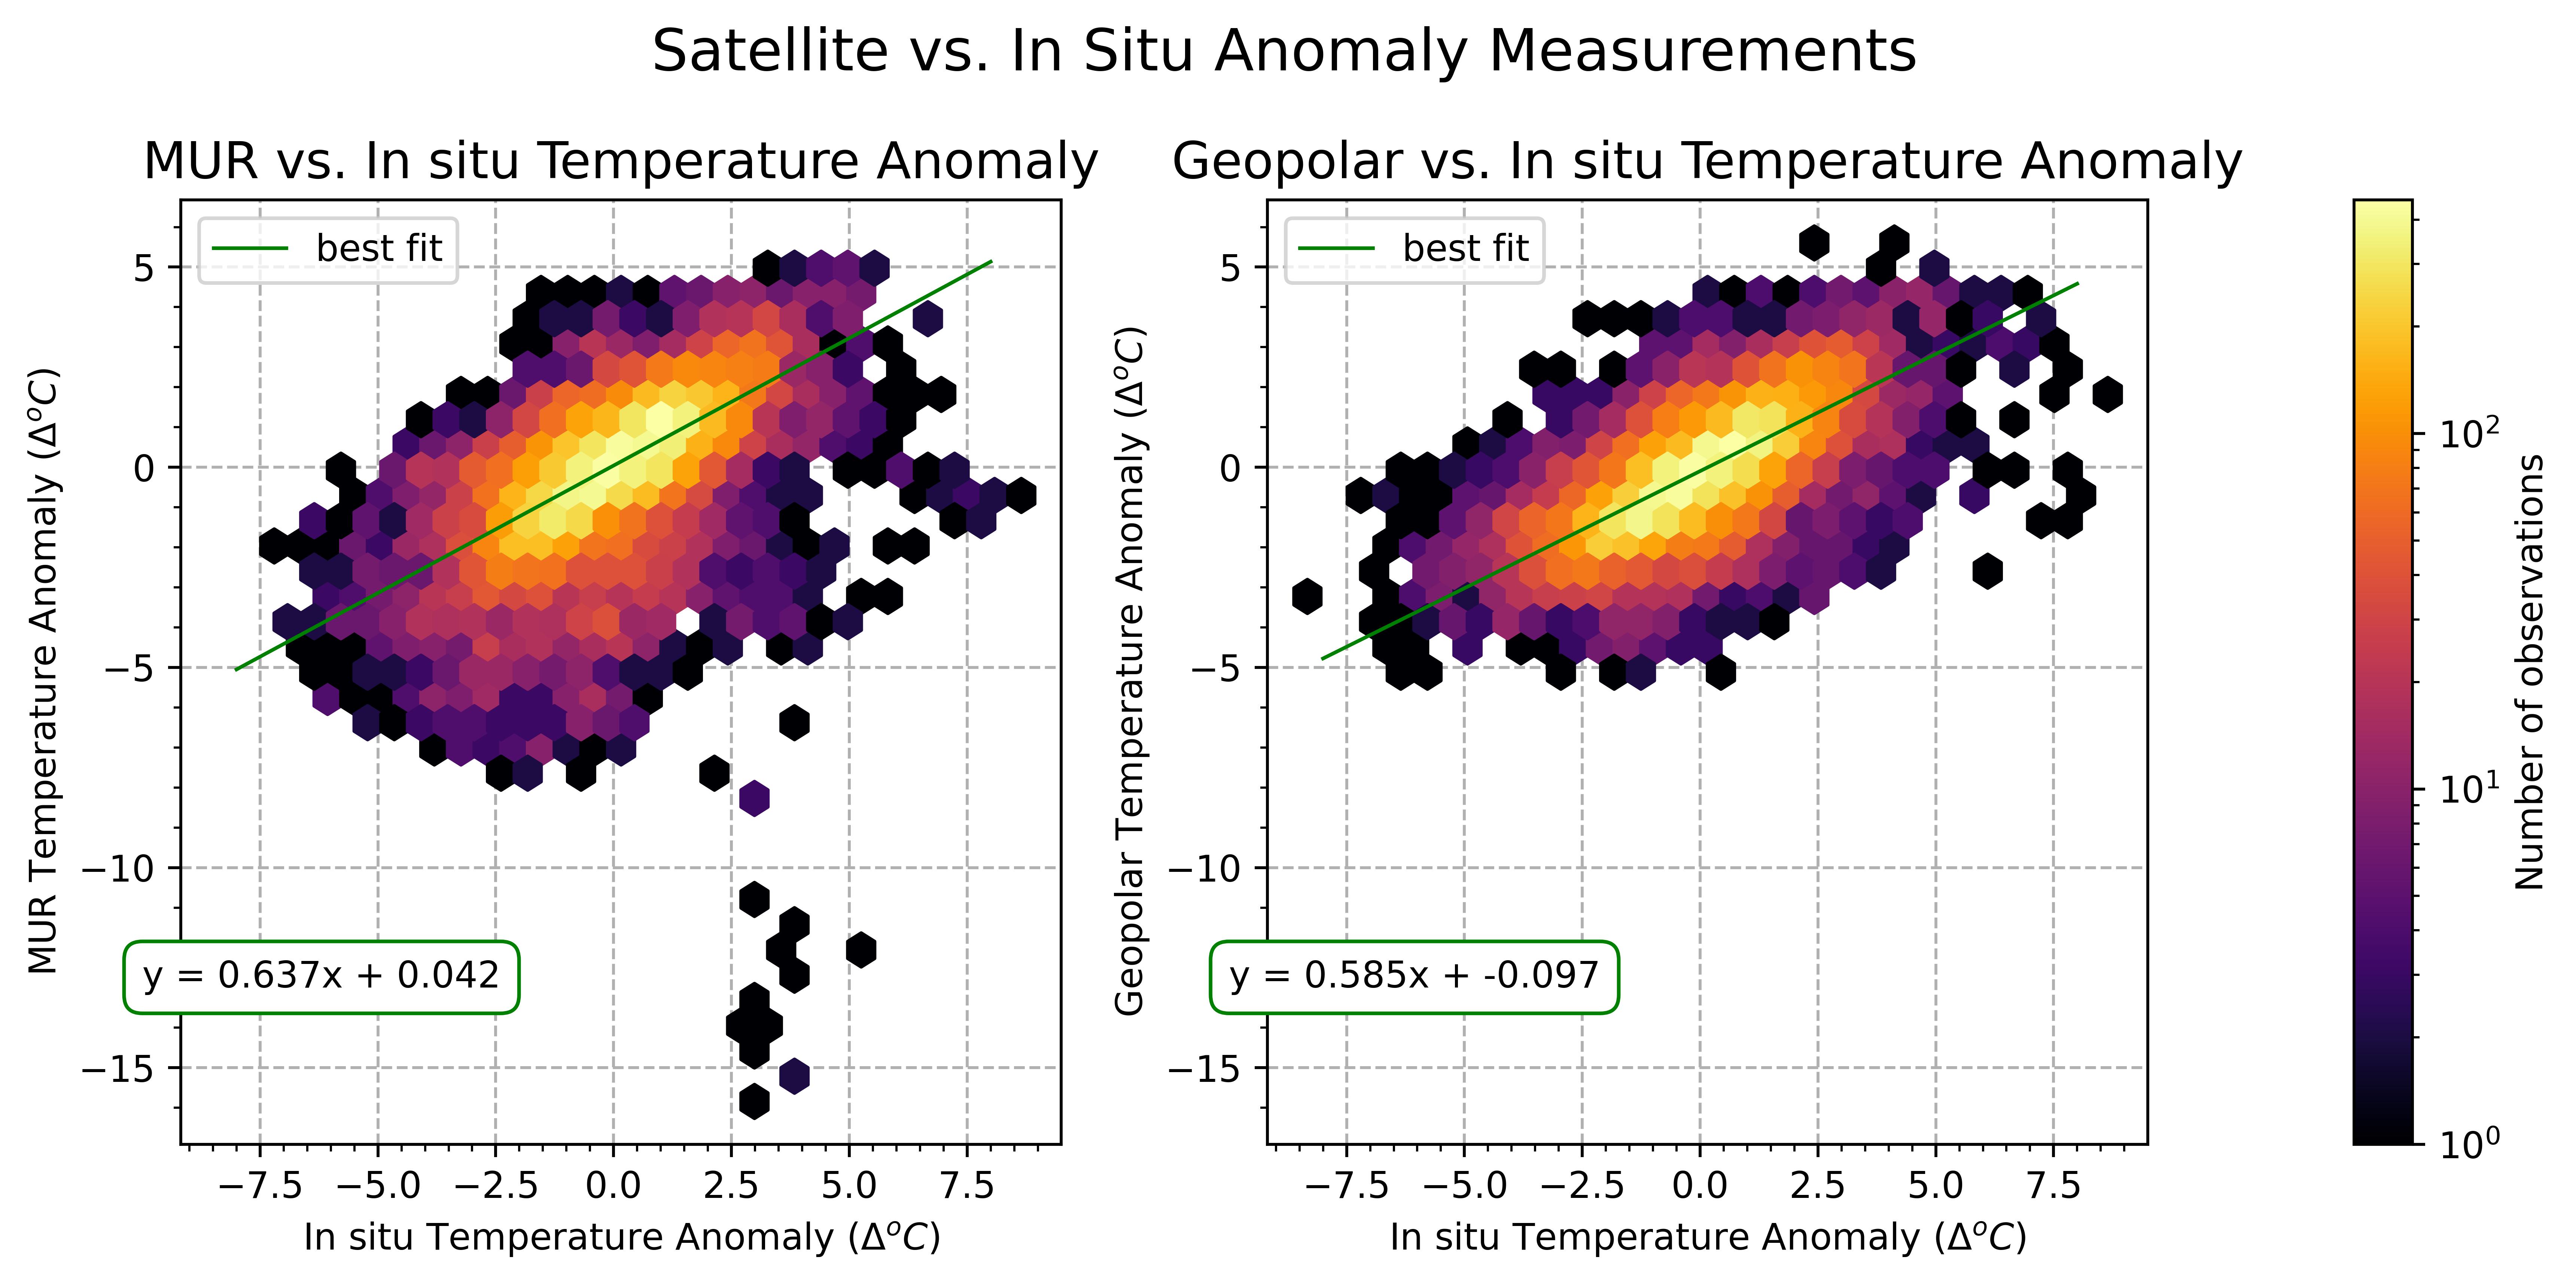 Satellite vs. In Situ Anomaly Measurements
MUR vs. In situ Temperature Anomaly
best fit
MUR Temperature Anomaly (Δ°C)
5
0
−5
−10
−15
y = 0.637x + 0.042
−7.5 −5.0 −2.5 0.0 2.5 5.0 7.5
In situ Temperature Anomaly (Δ°C)
Geopolar vs. In situ Temperature Anomaly
best fit
Geopolar Temperature Anomaly (Δ°C)
5
0
−5
−10
−15
y = 0.585x + -0.097
−7.5 −5.0 −2.5 0.0 2.5 5.0 7.5
In situ Temperature Anomaly (Δ°C)
10²
10¹
10⁰
Number of observations